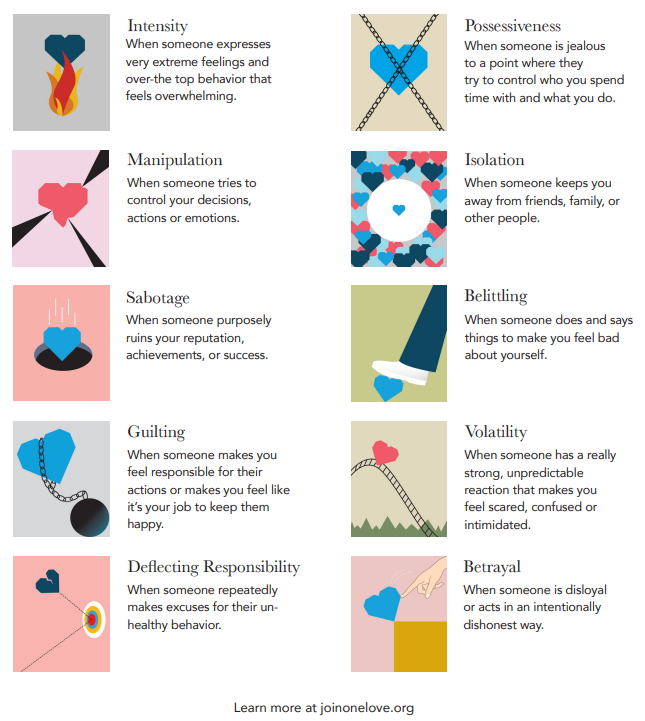 Intensity
When someone expresses
very extreme feelings and
over-the top behavior that
feels overwhelming.
Possessiveness
When someone is jealous
to a point where they
try to control who you spend
time with and what you do.
Manipulation
When someone tries to
control your decisions,
actions or emotions.
Isolation
When someone keeps you
away from friends, family, or
other people.
Sabotage
When someone purposely
ruins your reputation,
achievements, or success.
Belittling
When someone does and says
things to make you feel bad
about yourself.
Guilting
When someone makes you
feel responsible for their
actions or makes you feel like
it's your job to keep them
happy.
Volatility
When someone has a really
strong, unpredictable
reaction that makes you
feel scared, confused or
intimidated.
Deflecting Responsibility
When someone repeatedly
makes excuses for their un-
healthy behavior.
Betrayal
When someone is disloyal
or acts in an intentionally
dishonest way.
Learn more at joinonelove.org